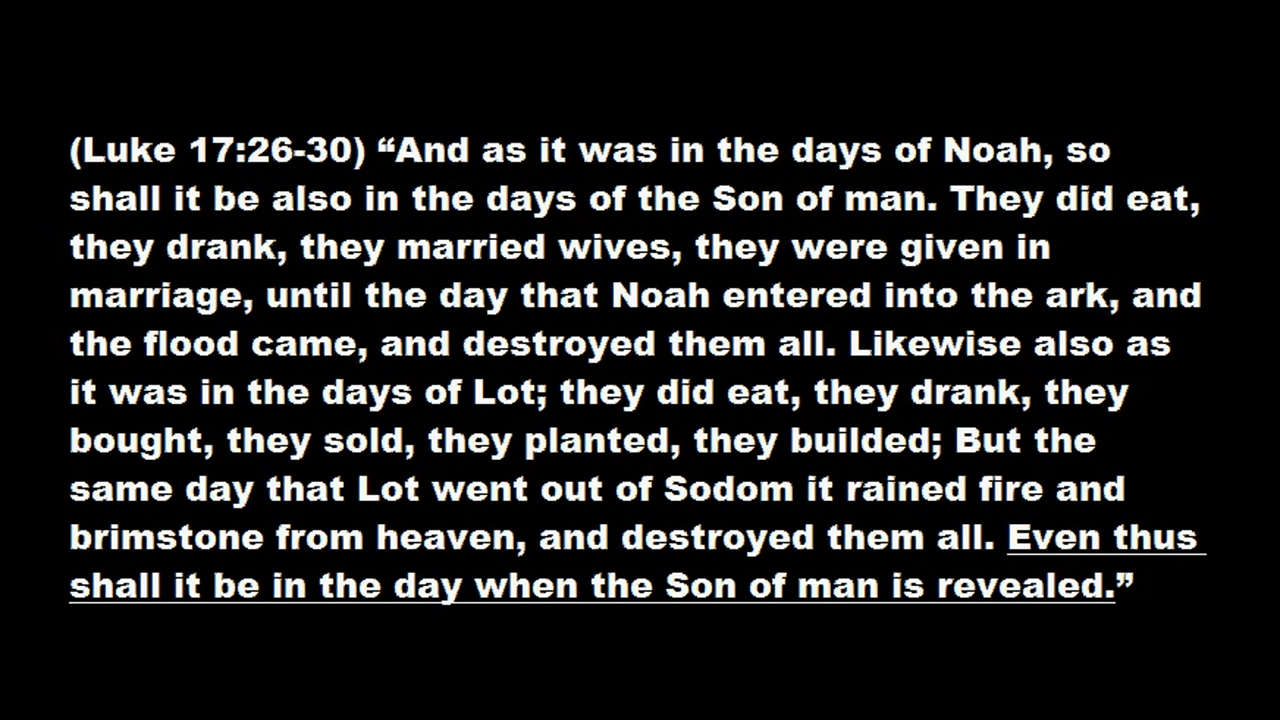 (Luke 17:26-30) “And as it was in the days of Noah, so
shall it be also in the days of the Son of man. They did eat,
they drank, they married wives, they were given in
marriage, until the day that Noah entered into the ark, and
the flood came, and destroyed them all. Likewise also as
it was in the days of Lot; they did eat, they drank, they
bought, they sold, they planted, they builded; But the
same day that Lot went out of Sodom it rained fire and
brimstone from heaven, and destroyed them all. Even thus
shall it be in the day when the Son of man is revealed.”